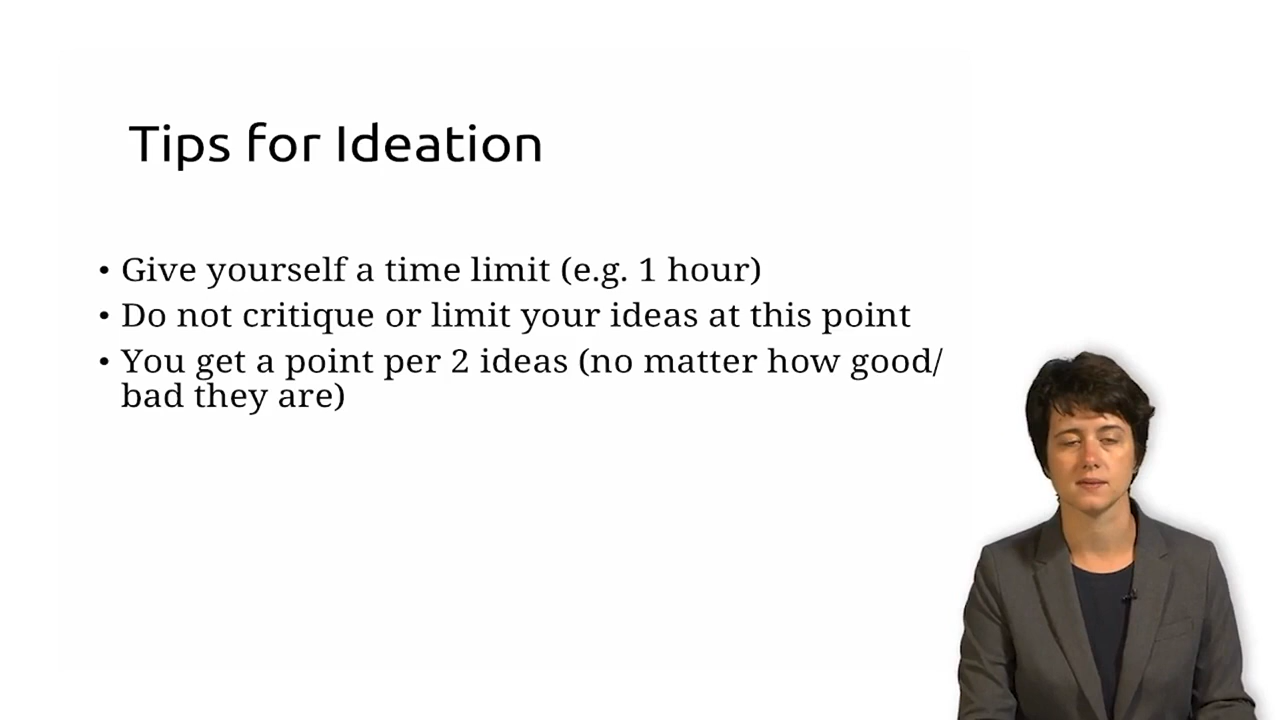 Tips for Ideation
• Give yourself a time limit (e.g. 1 hour)
• Do not critique or limit your ideas at this point
• You get a point per 2 ideas (no matter how good/
bad they are)